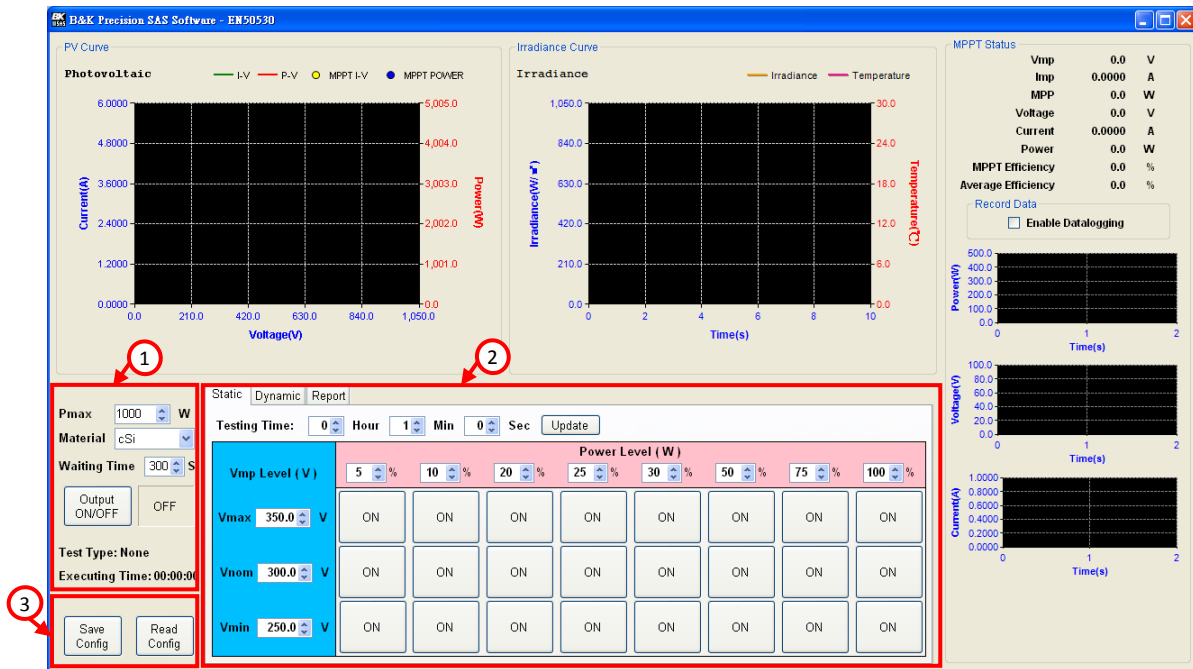 B&K Precision SAS Software - EN50530
PV Curve
Photovoltaic
I-V P-V MPPT I-V MPPT POWER
6.0000
4.8000
3.6000
2.4000
1.2000
0.0000
Current(A)
5,005.0
4,004.0
3,003.0
2,002.0
1,001.0
0.0
Power(W)
0.0 210.0 420.0 630.0 840.0 1,050.0
Voltage(V)
Irradiance Curve
Irradiance
Irradiance Temperature
1,050.0
840.0
630.0
420.0
210.0
0.0
Irradiance(W/㎡)
30.0
24.0
18.0
12.0
6.0
0.0
Temperature(℃)
0 2 4 6 8 10
Time(s)
MPPT Status
Vmp 0.0 V
Imp 0.0000 A
MPP 0.0 W
Voltage 0.0 V
Current 0.0000 A
Power 0.0 W
MPPT Efficiency 0.0 %
Average Efficiency 0.0 %
Record Data
Enable Datalogging
500.0
400.0
300.0
200.0
100.0
0.0
Power(W)
0 1 2
Time(s)
100.0
80.0
60.0
40.0
20.0
0.0
Voltage(V)
0 1 2
Time(s)
1.0000
0.8000
0.6000
0.4000
0.2000
0.0000
Current(A)
0 1 2
Time(s)
1
Pmax 1000 W
Material cSi
Waiting Time 300 S
Output ON/OFF
OFF
Test Type: None
Executing Time: 00:00:00
3
Save Config
Read Config
2
Static Dynamic Report
Testing Time: 0 Hour 1 Min 0 Sec Update
Vmp Level ( V )
Power Level ( W )
5 % 10 % 20 % 25 % 30 % 50 % 75 % 100 %
Vmax 350.0 V ON ON ON ON ON ON ON ON
Vnom 300.0 V ON ON ON ON ON ON ON ON
Vmin 250.0 V ON ON ON ON ON ON ON ON